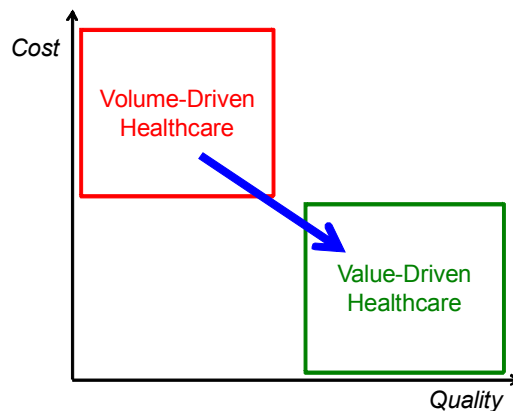 Cost
Volume-Driven
Healthcare
Value-Driven
Healthcare
Quality